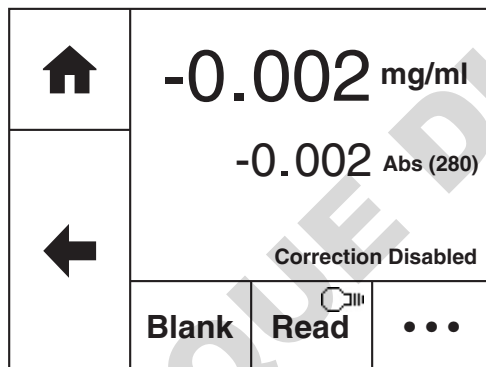 -0.002 mg/ml
-0.002 Abs (280)
Correction Disabled
Blank Read •••